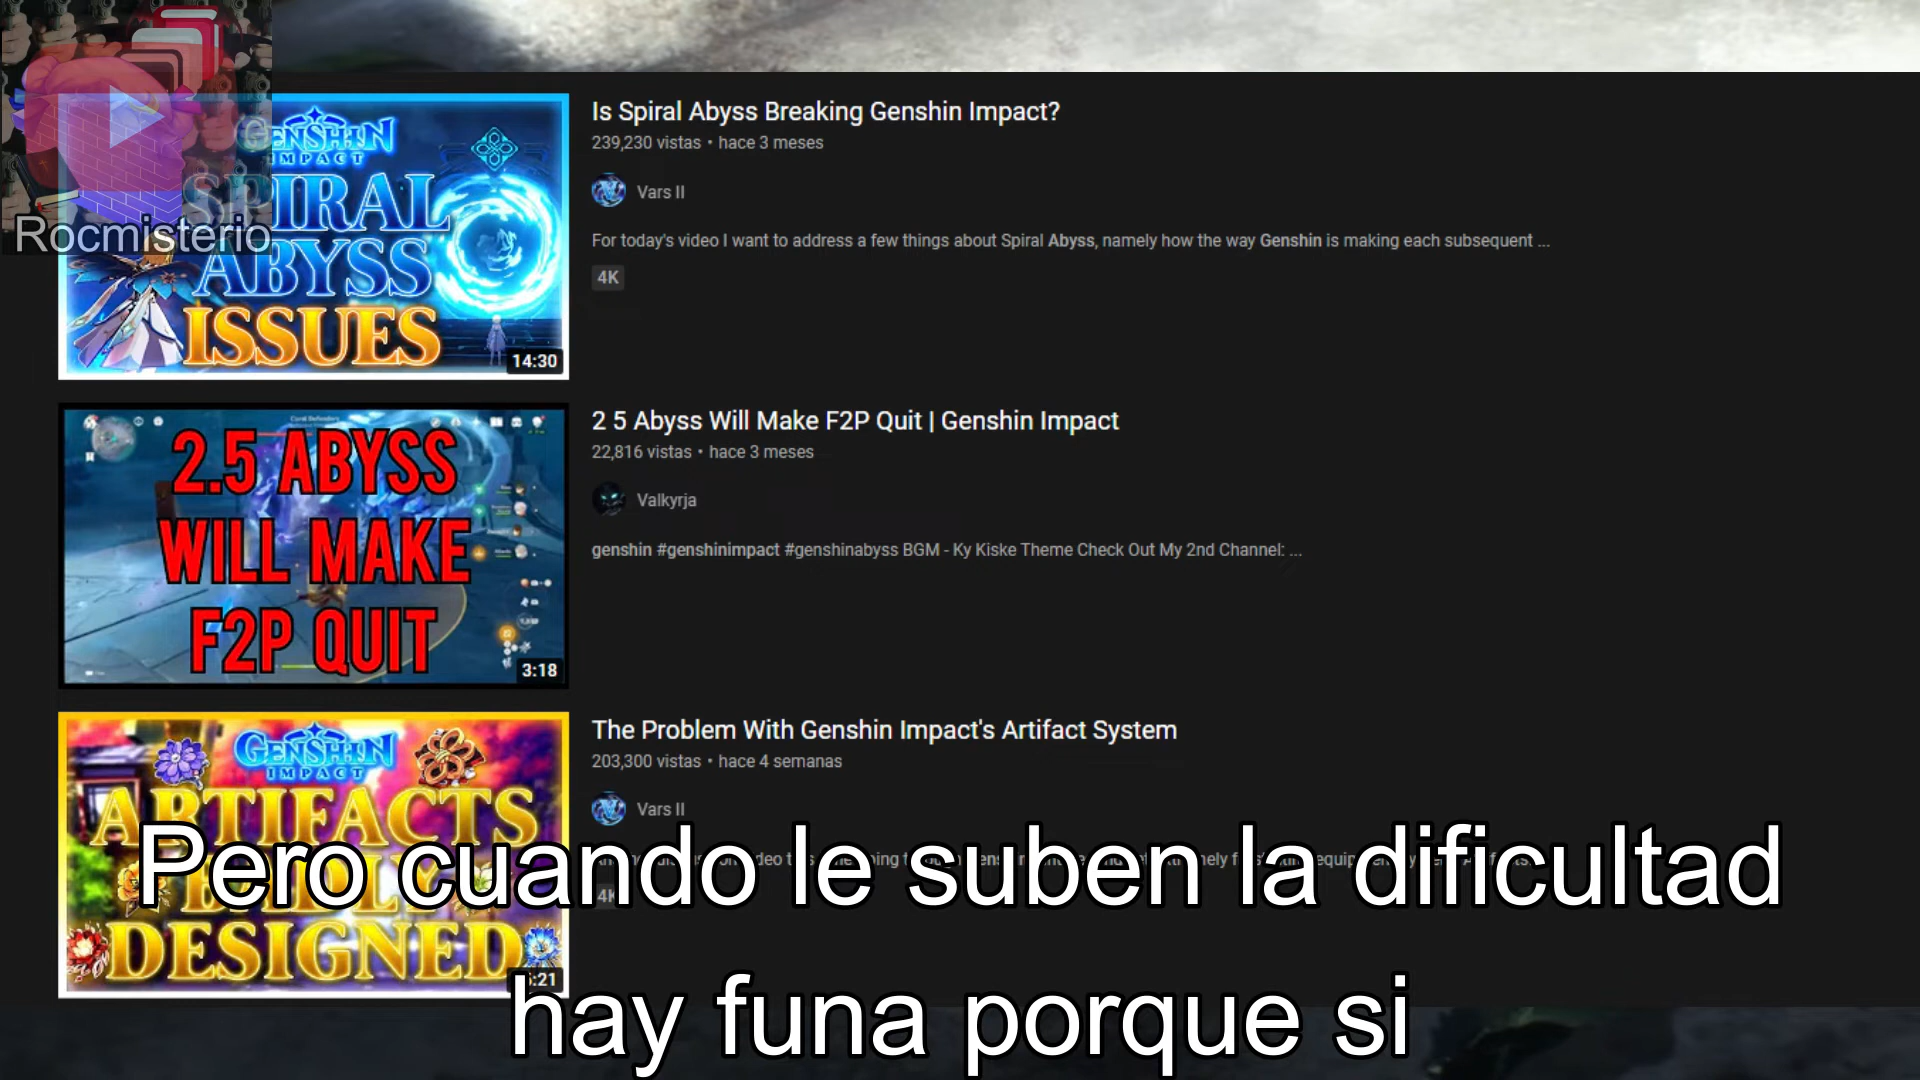 Rocmisterio
GENSHIN
IMPACT
SPIRAL
ABYSS
ISSUES
14:30
Is Spiral Abyss Breaking Genshin Impact?
239,230 vistas • hace 3 meses
Vars II
For today's video I want to address a few things about Spiral Abyss, namely how the way Genshin is making each subsequent ...
4K
2.5 ABYSS
WILL MAKE
F2P QUIT
3:18
2 5 Abyss Will Make F2P Quit | Genshin Impact
22,816 vistas • hace 3 meses
Valkyrja
genshin #genshinimpact #genshinabyss BGM - Ky Kiske Theme Check Out My 2nd Channel: ...
GENSHIN
IMPACT
ARTIFACTS
BADLY
DESIGNED
:21
The Problem With Genshin Impact's Artifact System
203,300 vistas • hace 4 semanas
Vars II
4K
Pero cuando le suben la dificultad
hay funa porque si